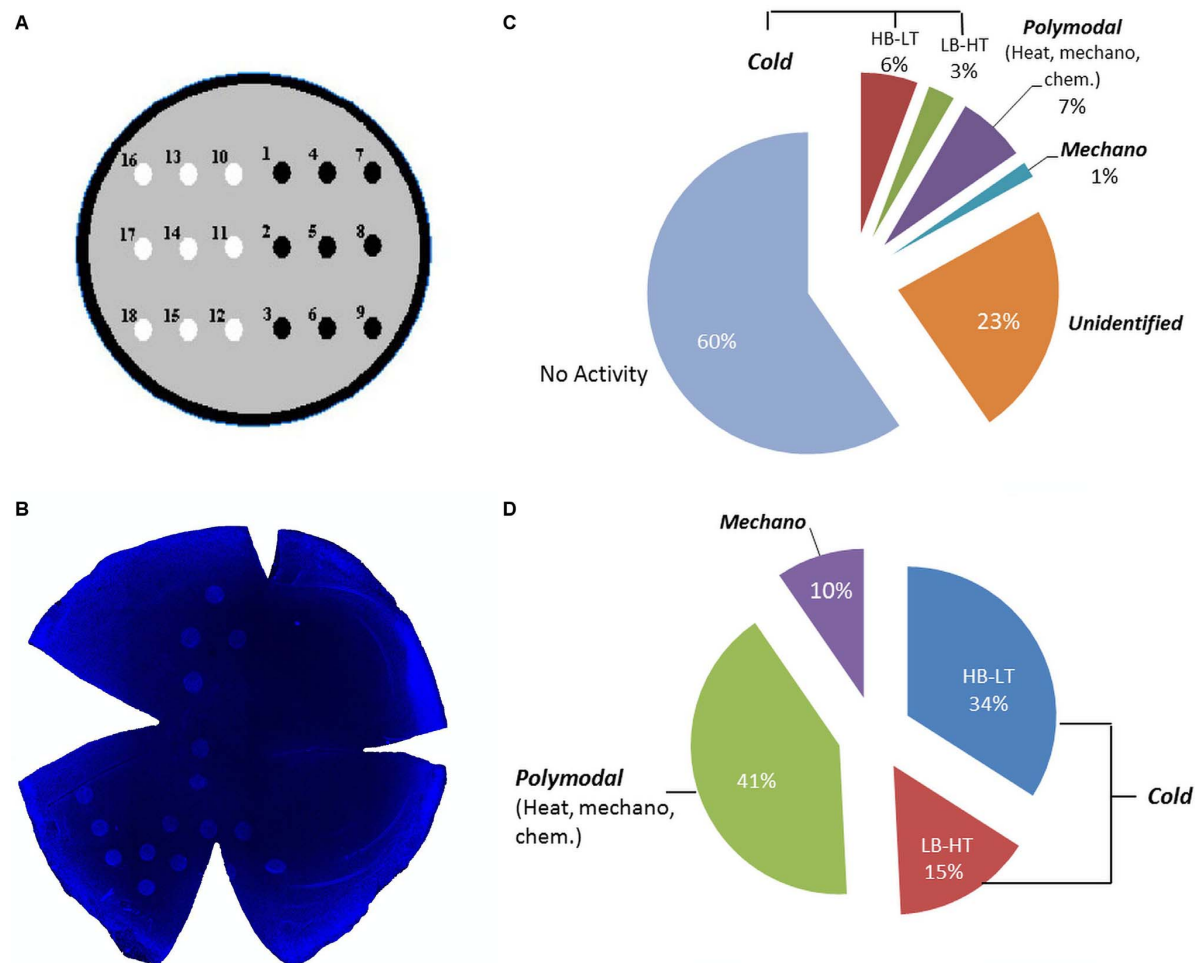 A
16 13 10 1 4 7
17 14 11 2 5 8
18 15 12 3 6 9
B
C
Cold
HB-LT
6%
LB-HT
3%
Polymodal
(Heat, mechano,
chem.)
7%
Mechano
1%
23%
Unidentified
60%
No Activity
D
Mechano
10%
HB-LT
34%
Cold
LB-HT
15%
41%
Polymodal
(Heat, mechano,
chem.)